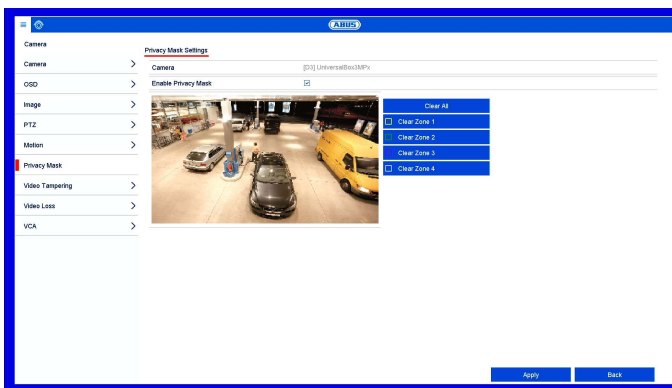 ABUS
Camera
Camera
OSD
Image
PTZ
Motion
Privacy Mask
Video Tampering
Video Loss
VCA
Privacy Mask Settings
Camera [D3] UniversalBox3MPx
Enable Privacy Mask
Clear All
Clear Zone 1
Clear Zone 2
Clear Zone 3
Clear Zone 4
Apply Back